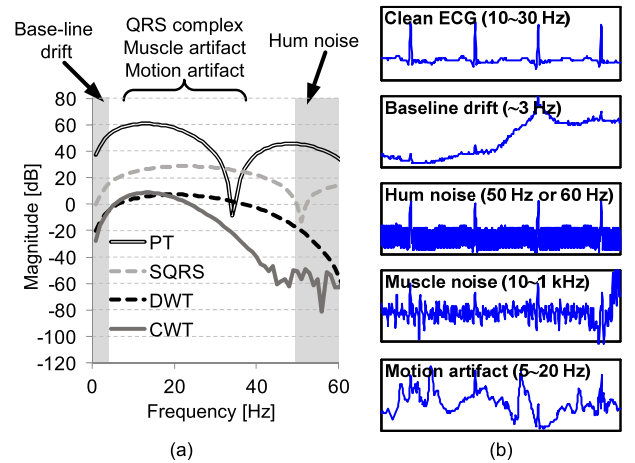 Base-line
drift
QRS complex
Muscle artifact
Motion artifact
Hum noise
80
60
40
20
0
-20
-40
-60
-80
-100
-120
Magnitude [dB]
PT
SQRS
DWT
CWT
0
20
40
60
Frequency [Hz]
(a)
Clean ECG (10~30 Hz)
Baseline drift (~3 Hz)
Hum noise (50 Hz or 60 Hz)
Muscle noise (10~1 kHz)
Motion artifact (5~20 Hz)
(b)